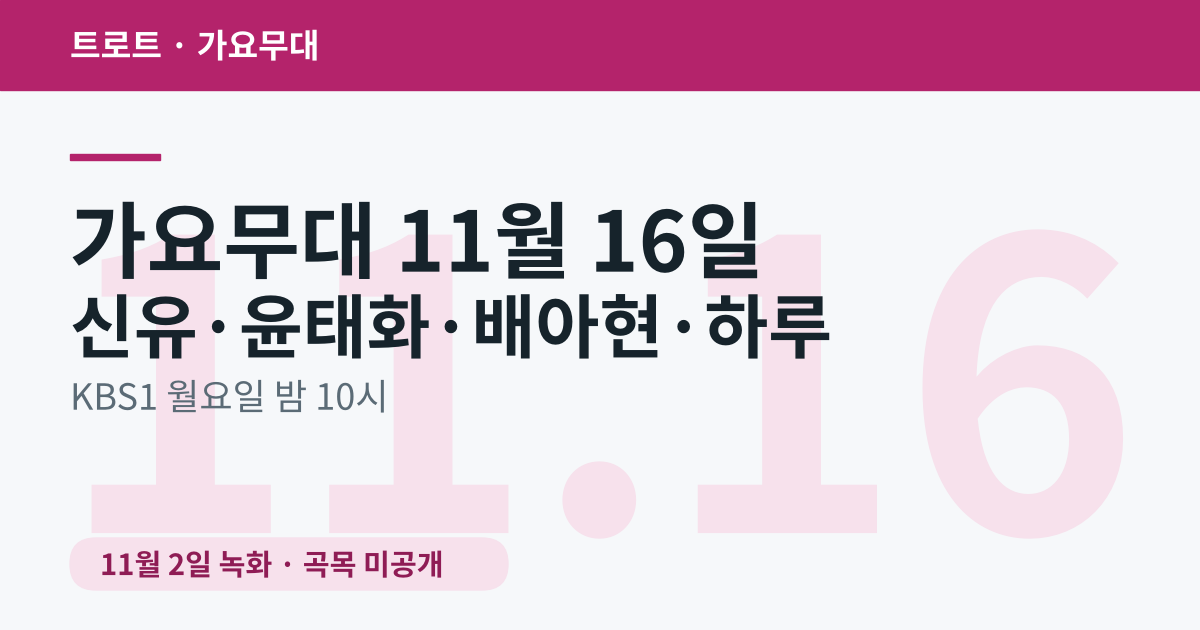 트로트 · 가요무대
가요무대 11월 16일
신유·윤태화·배아현·하루
KBS1 월요일 밤 10시
11.16
11월 2일 녹화 · 곡목 미공개